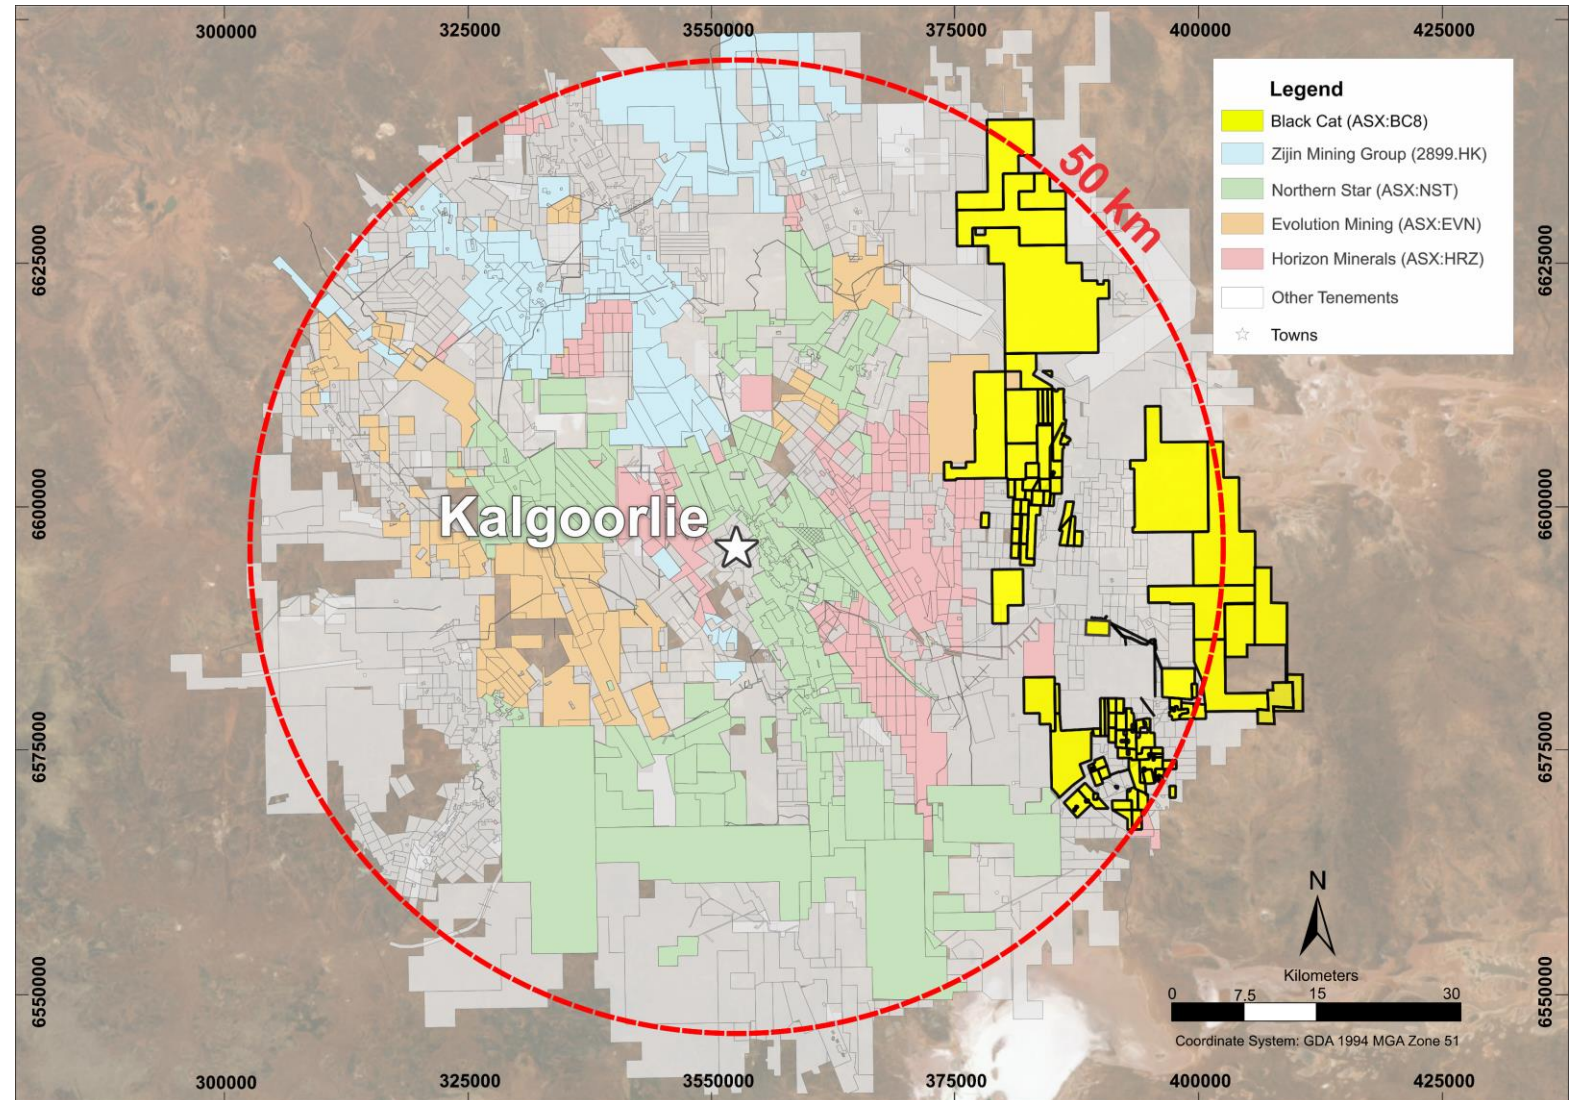 300000 325000 3550000 375000 400000 425000
Legend
Black Cat (ASX:BC8)
Zijin Mining Group (2899.HK)
Northern Star (ASX:NST)
Evolution Mining (ASX:EVN)
Horizon Minerals (ASX:HRZ)
Other Tenements
Towns
50 km
6625000
6625000
6600000
6600000
Kalgoorlie
6575000
6575000
6550000
6550000
N
Kilometers
0 7.5 15 30
Coordinate System: GDA 1994 MGA Zone 51
300000 325000 3550000 375000 400000 425000